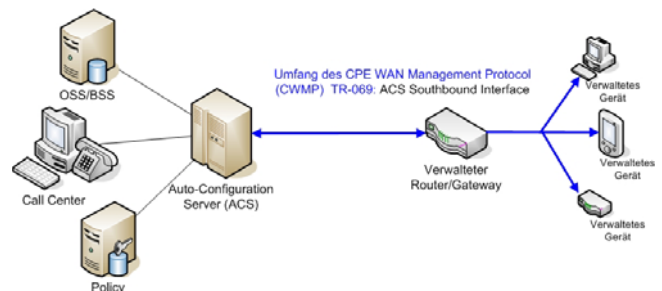 OSS/BSS
Call Center
Policy
Auto-Configuration
Server (ACS)
Umfang des CPE WAN Management Protocol
(CWMP) TR-069: ACS Southbound Interface
Verwalteter
Router/Gateway
Verwaltetes
Gerät
Verwaltetes
Gerät
Verwaltetes
Gerät